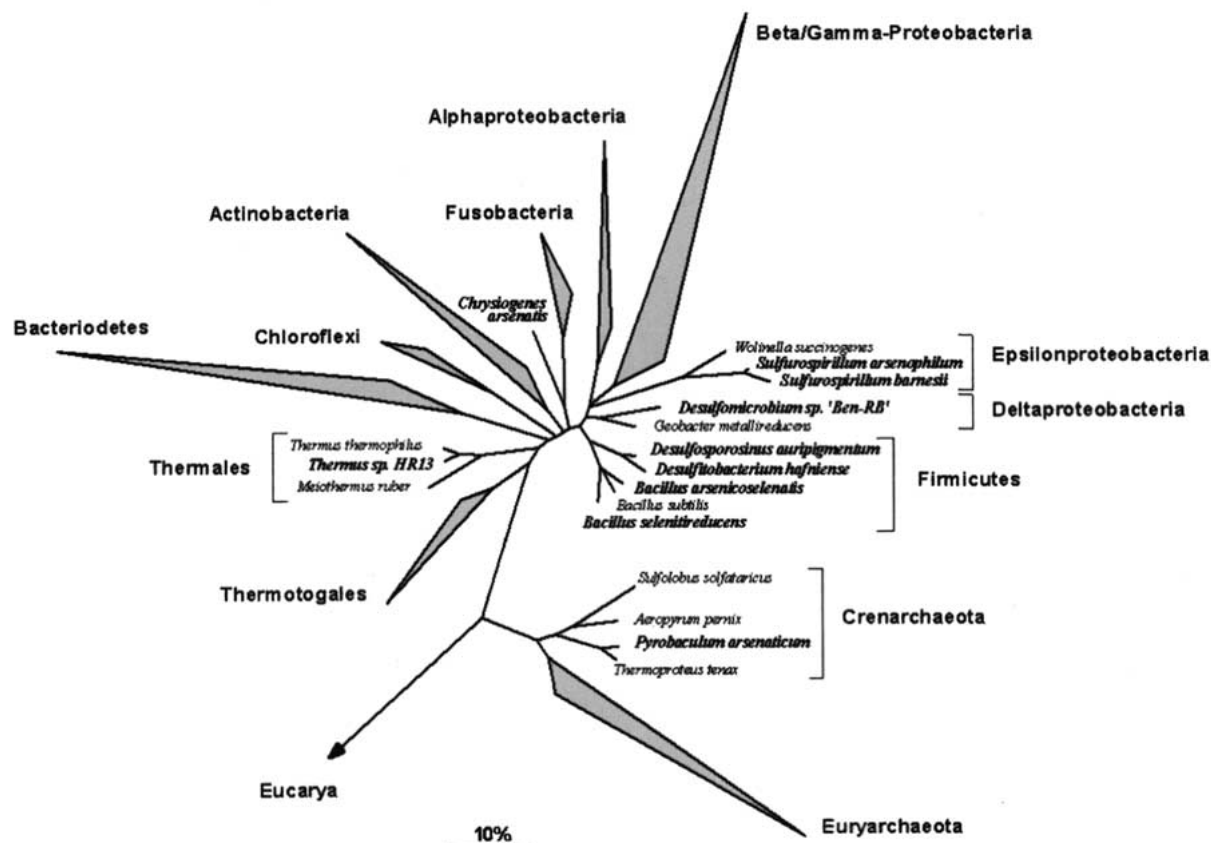 Beta/Gamma-Proteobacteria
Alphaproteobacteria
Actinobacteria
Fusobacteria
Chrysiogenes
arsenatis
Bacteriodetes
Chloroflexi
Wolinella succinogenes
Sulfurospirillum arsenophilum
Sulfurospirillum barnesii
Epsilonproteobacteria
Desulfomicrobium sp. 'Ben-RB'
Geobacter metallireducens
Deltaproteobacteria
Thermus thermophilus
Thermus sp. HR13
Meiothermus ruber
Thermales
Desulfosporosinus auripigmentum
Desulfitobacterium hafniense
Bacillus arsenicoselenatis
Bacillus subtilis
Bacillus selenitireducens
Firmicutes
Thermotogales
Sulfolobus solfataricus
Aeropyrum pernix
Pyrobaculum arsenaticum
Thermoproteus tenax
Crenarchaeota
Eucarya
Euryarchaeota
10%